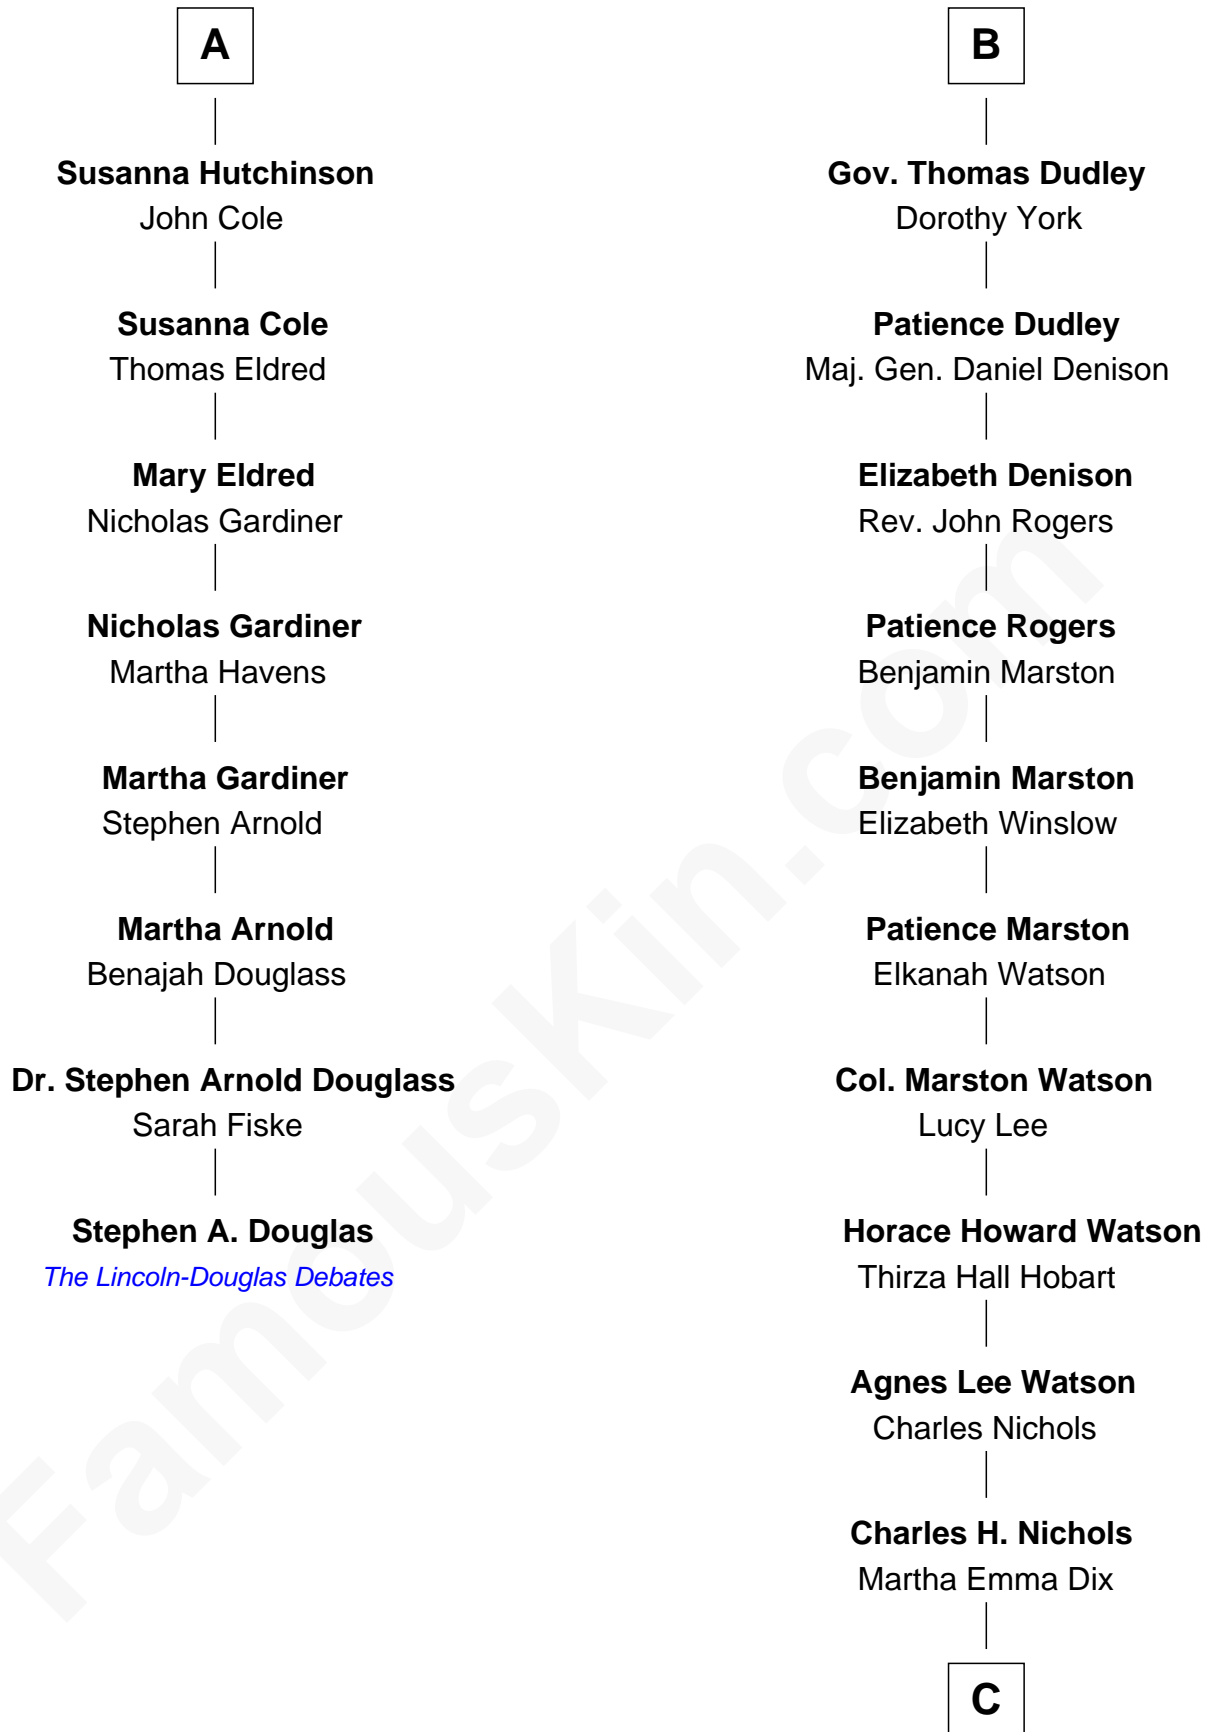 A
Susanna Hutchinson
John Cole
Susanna Cole
Thomas Eldred
Mary Eldred
Nicholas Gardiner
Nicholas Gardiner
Martha Havens
Martha Gardiner
Stephen Arnold
Martha Arnold
Benajah Douglass
Dr. Stephen Arnold Douglass
Sarah Fiske
Stephen A. Douglas
The Lincoln-Douglas Debates
B
Gov. Thomas Dudley
Dorothy York
Patience Dudley
Maj. Gen. Daniel Denison
Elizabeth Denison
Rev. John Rogers
Patience Rogers
Benjamin Marston
Benjamin Marston
Elizabeth Winslow
Patience Marston
Elkanah Watson
Col. Marston Watson
Lucy Lee
Horace Howard Watson
Thirza Hall Hobart
Agnes Lee Watson
Charles Nichols
Charles H. Nichols
Martha Emma Dix
C
FamousKin.com